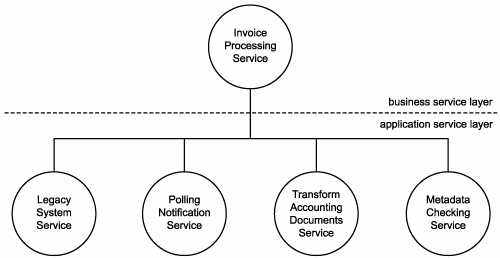 Invoice
Processing
Service
business service layer
application service layer
Legacy
System
Service
Polling
Notification
Service
Transform
Accounting
Documents
Service
Metadata
Checking
Service